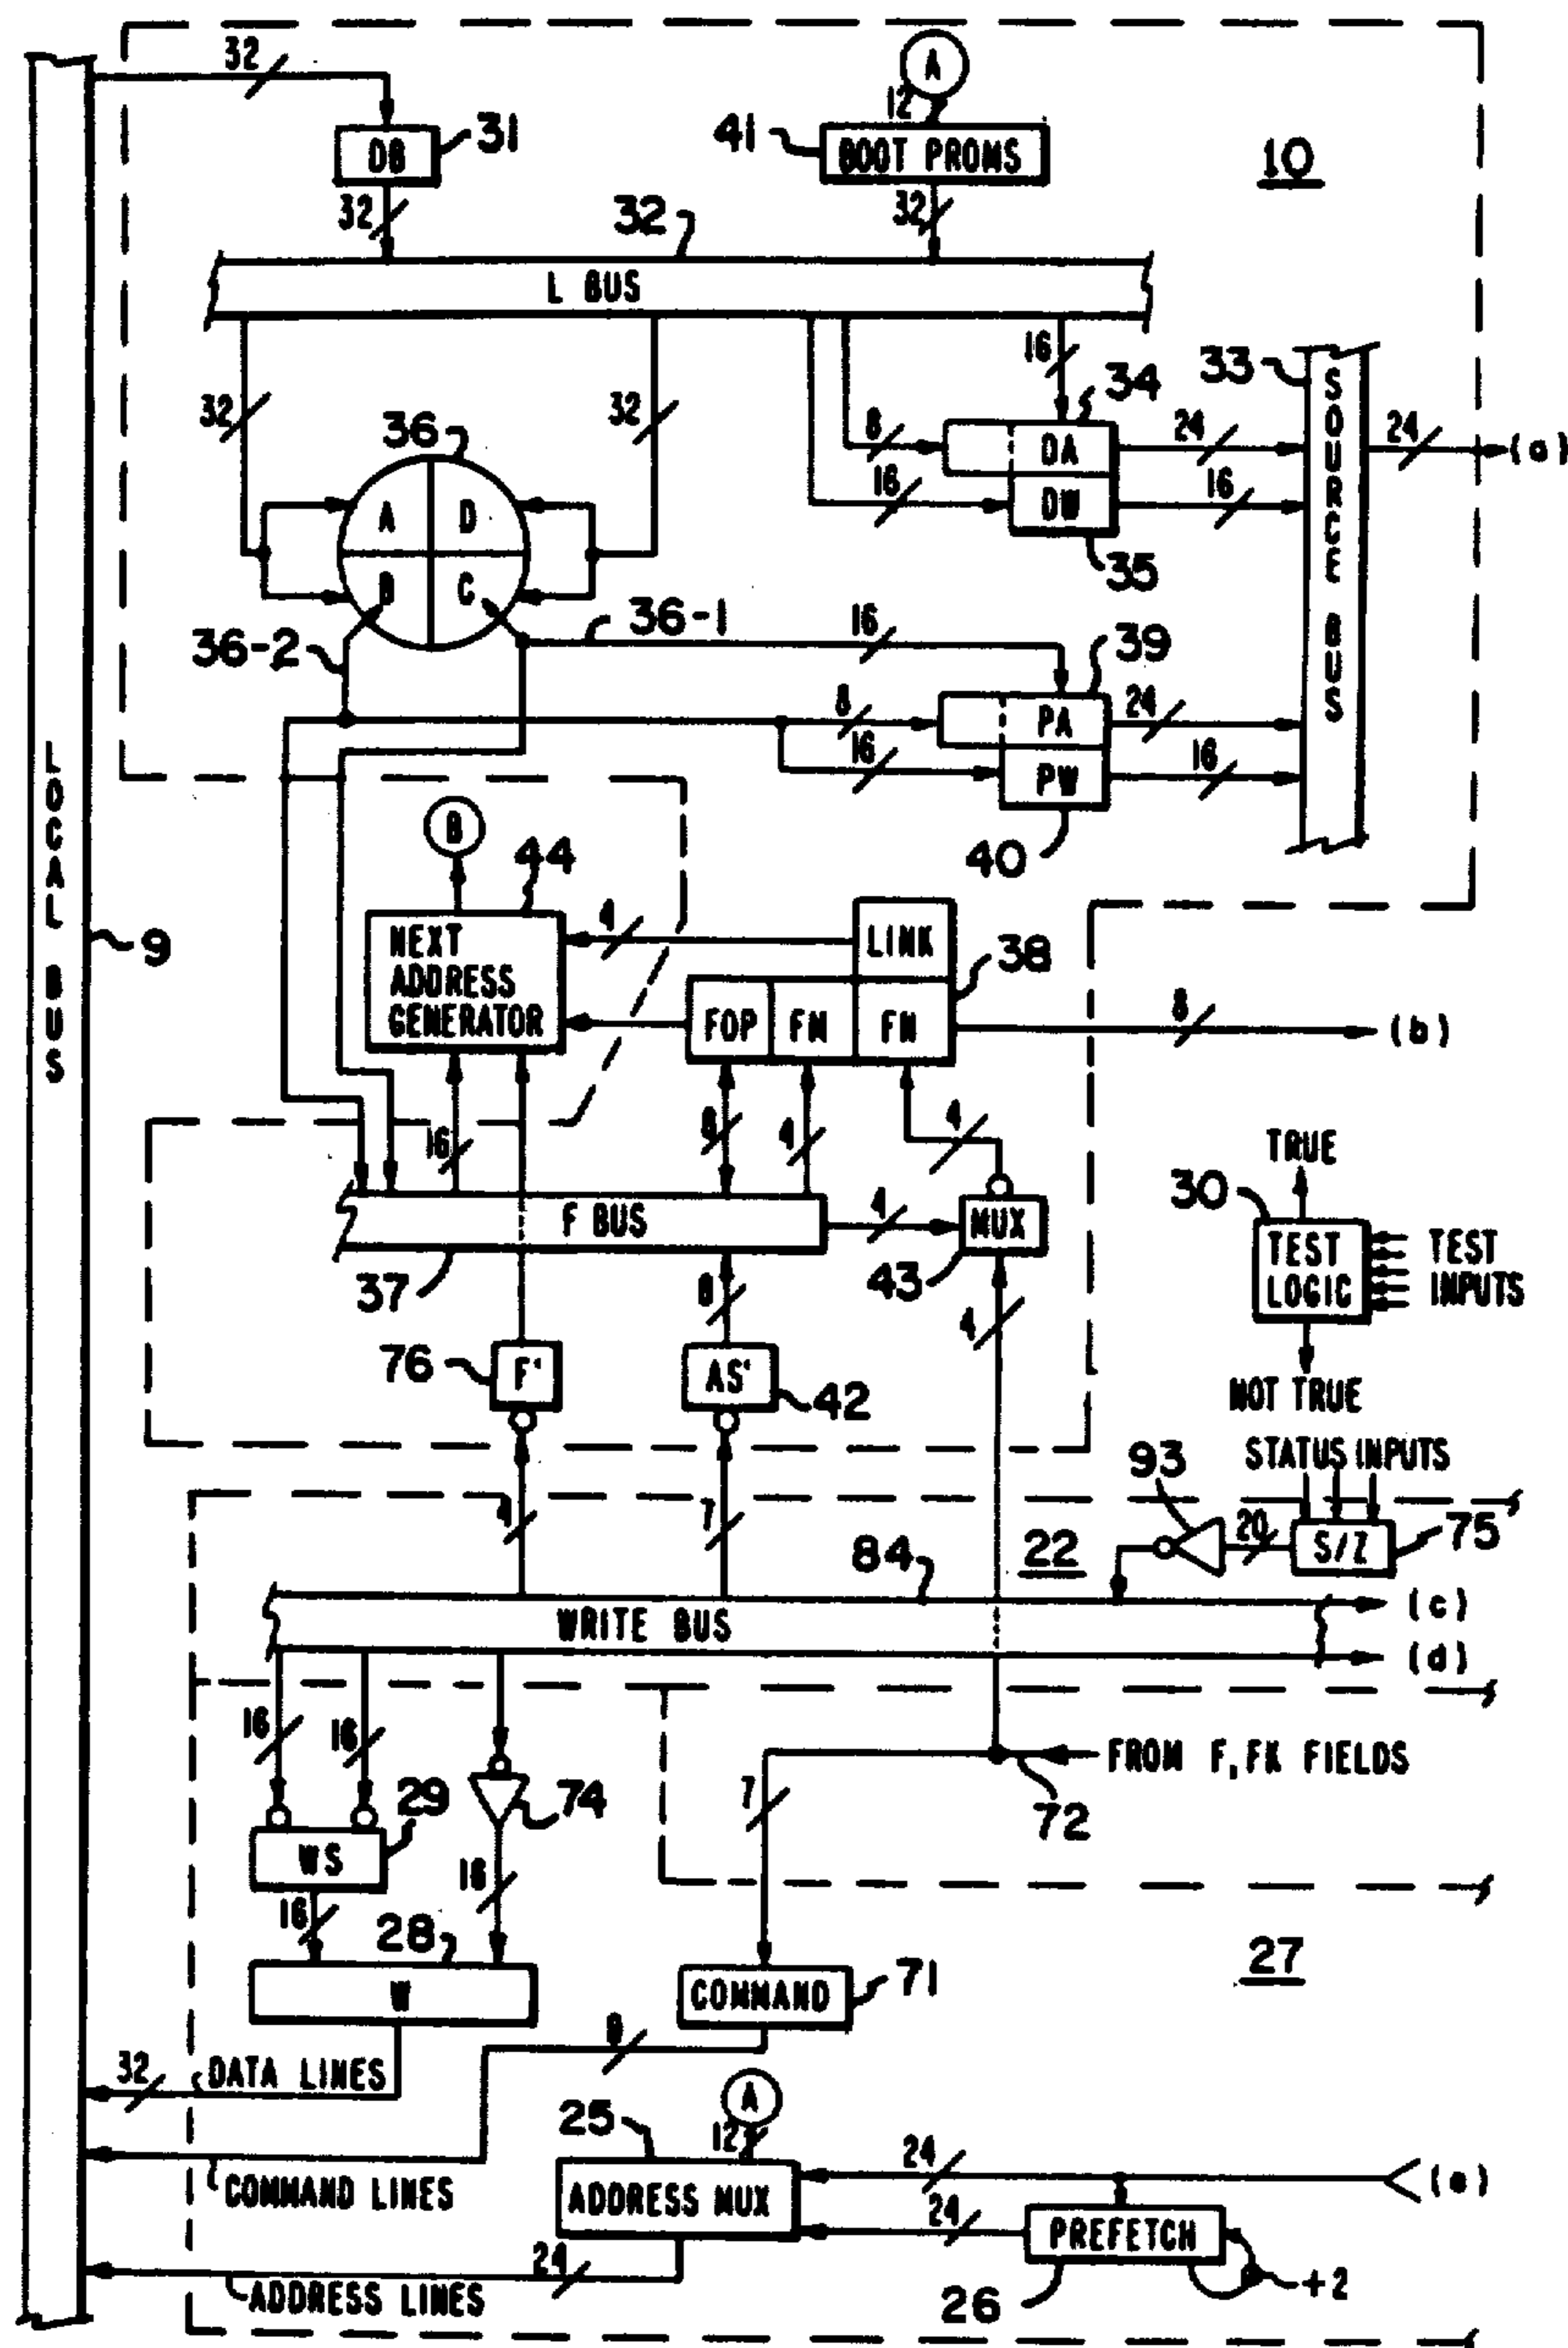 32
A
12
DB
31
41
BOOT PROMS
10
32
32
32
L BUS
16
34
33
SOURCE BUS
32
32
36
8
DA
24
24
(a)
A
D
16
DW
16
35
B
C
36-1
16
36-2
39
8
PA
24
16
PW
16
40
LOCAL BUS
9
B
44
NEXT
ADDRESS
GENERATOR
4
LINK
38
FOP
FM
FN
8
(b)
16
8
4
4
TRUE
30
F BUS
4
MUX
TEST
LOGIC
TEST
INPUTS
37
8
43
4
76
F'
AS'
42
NOT TRUE
STATUS INPUTS
93
4
7
84
22
20
S/Z
75
WRITE BUS
(c)
(d)
16
16
FROM F, FK FIELDS
7
72
29
74
WS
16
16
28
27
W
COMMAND
71
32
DATA LINES
A
25
12
24
(e)
COMMAND LINES
ADDRESS MUX
24
PREFETCH
24
ADDRESS LINES
26
+2